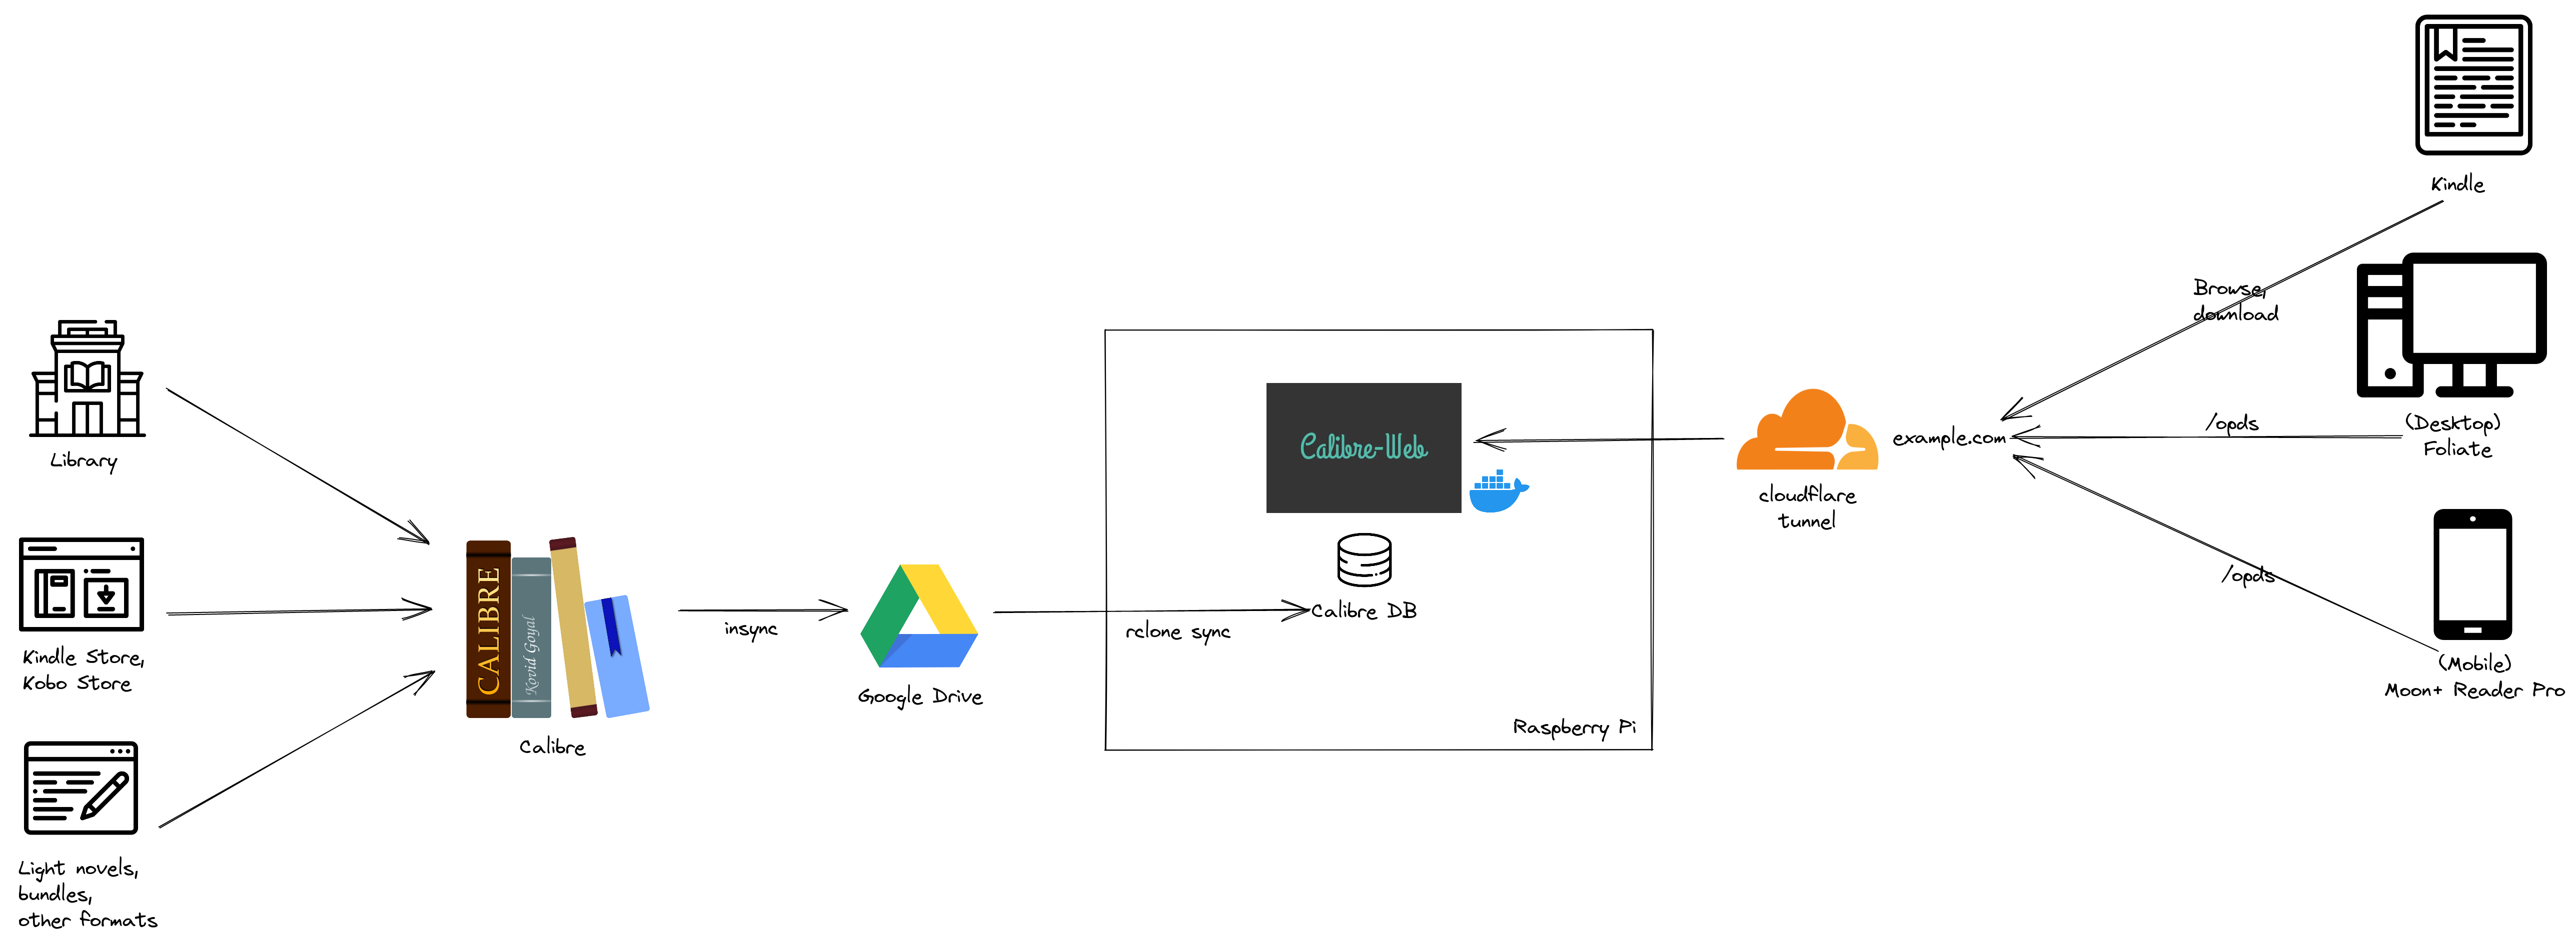 Library
Kindle Store,
Kobo Store
Light novels,
bundles,
other formats
CALIBRE
Kovid Goyal
Calibre
insync
Google Drive
rclone sync
Calibre-Web
Calibre DB
Raspberry Pi
cloudflare
tunnel
example.com
Browse,
download
/opds
/opds
Kindle
(Desktop)
Foliate
(Mobile)
Moon+ Reader Pro